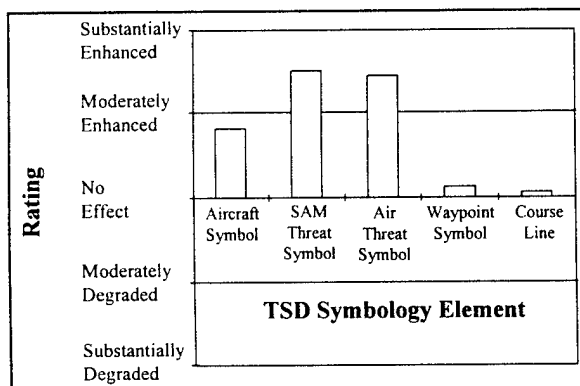 Substantially
Enhanced
Moderately
Enhanced
No
Effect
Moderately
Degraded
Substantially
Degraded
Rating
Aircraft
Symbol
SAM
Threat
Symbol
Air
Threat
Symbol
Waypoint
Symbol
Course
Line
TSD Symbology Element